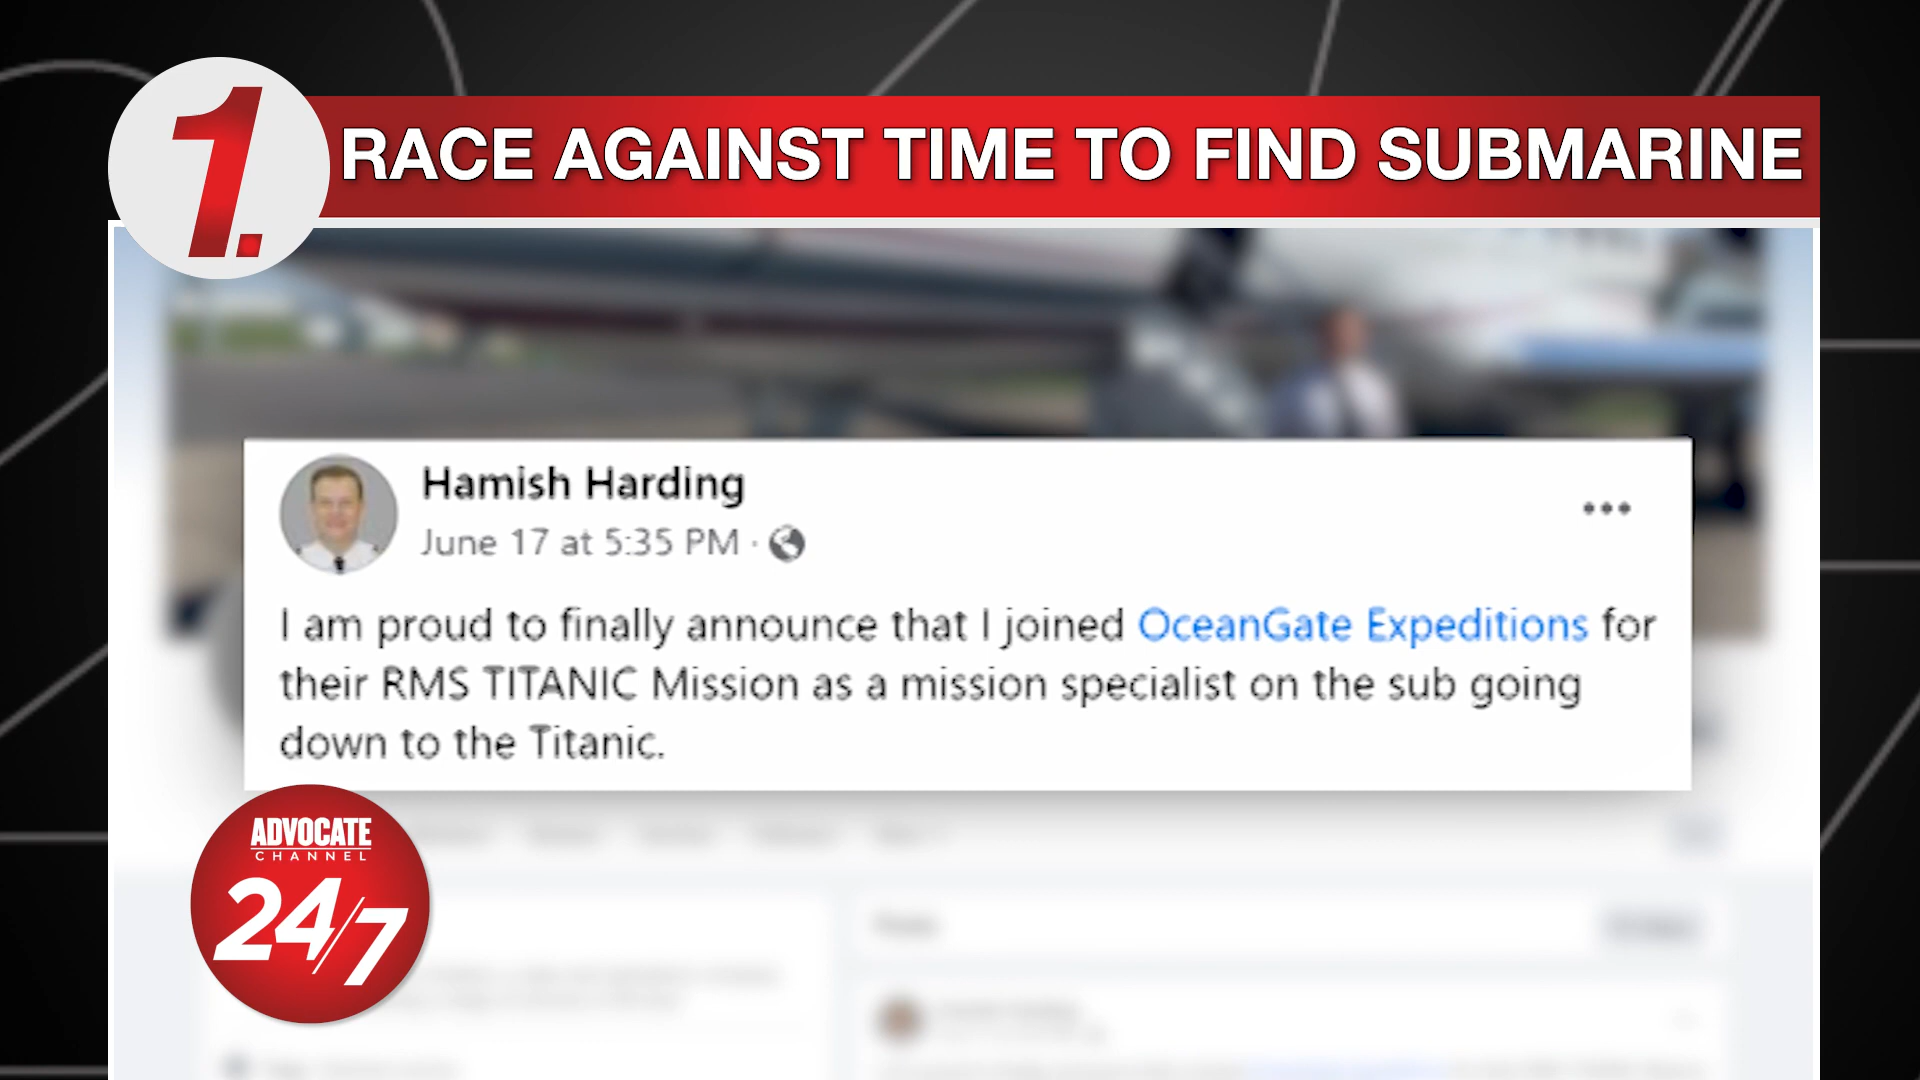 1.
RACE AGAINST TIME TO FIND SUBMARINE
Hamish Harding
June 17 at 5:35 PM ·
I am proud to finally announce that I joined OceanGate Expeditions for
their RMS TITANIC Mission as a mission specialist on the sub going
down to the Titanic.
ADVOCATE
CHANNEL
24/7